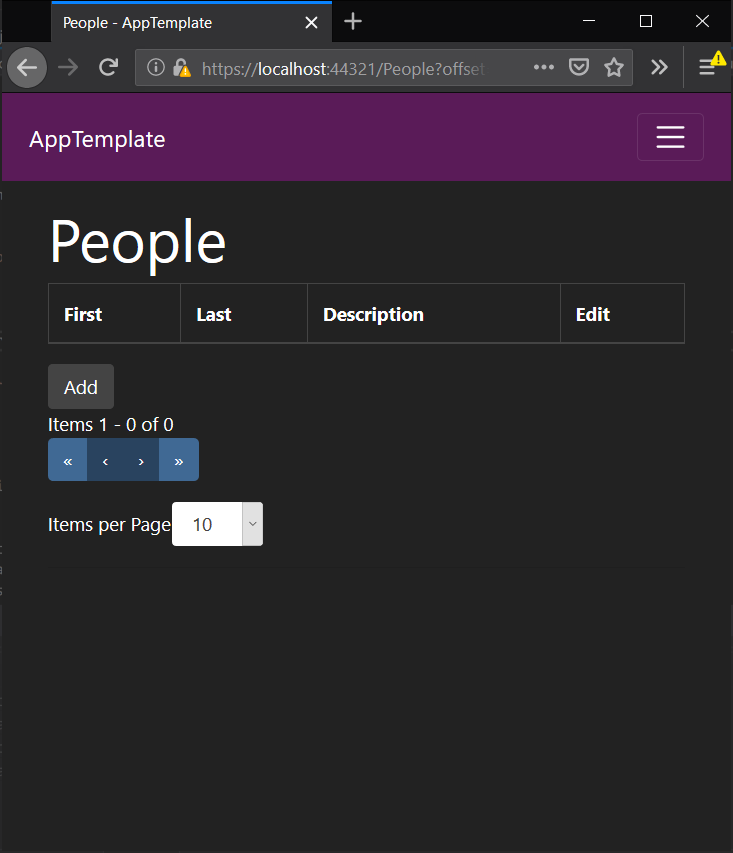 People - AppTemplate
https://localhost:44321/People?offset
AppTemplate
People
First Last Description Edit
Add
Items 1 - 0 of 0
« ‹ › »
Items per Page 10